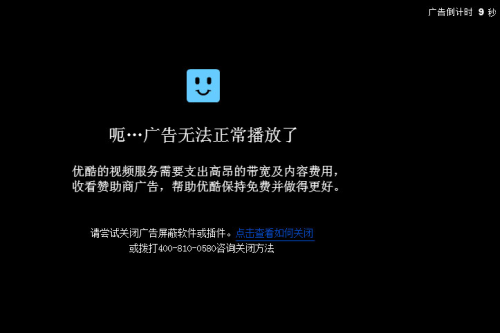 广告倒计时 9 秒
呃…广告无法正常播放了
优酷的视频服务需要支出高昂的带宽及内容费用,
收看赞助商广告，帮助优酷保持免费并做得更好。
请尝试关闭广告屏蔽软件或插件。点击查看如何关闭
或拨打400-810-0580咨询关闭方法